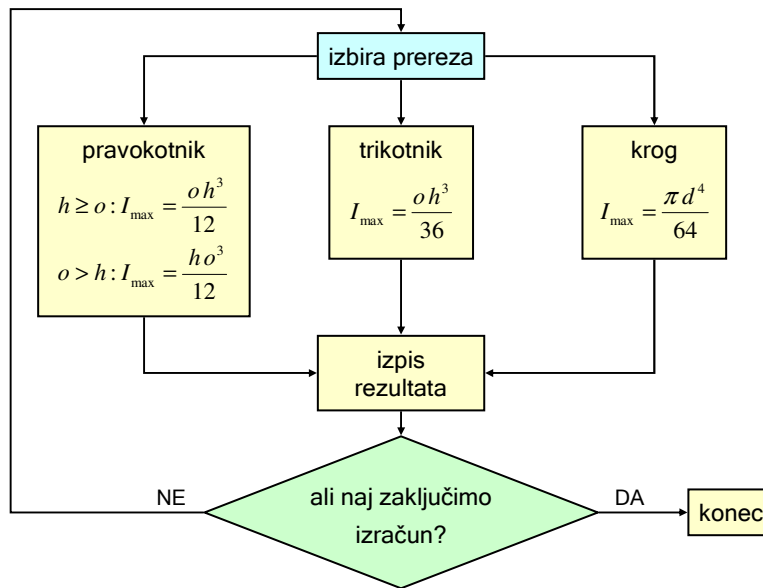 izbira prereza
pravokotnik
h ≥ o : I_max = o h³ / 12
o > h : I_max = h o³ / 12
trikotnik
I_max = o h³ / 36
krog
I_max = π d⁴ / 64
izpis
rezultata
ali naj zaključimo
izračun?
NE
DA
konec